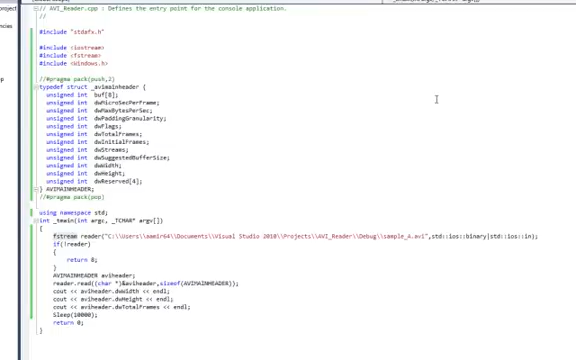 project
// AVI_Reader.cpp : Defines the entry point for the console application.
//
#include "stdafx.h"
#include <iostream>
#include <fstream>
#include <Windows.h>
//#pragma pack(push,2)
typedef struct _avimainheader {
unsigned int buf[8];
unsigned int dwMicroSecPerFrame;
unsigned int dwMaxBytesPerSec;
unsigned int dwPaddingGranularity;
unsigned int dwFlags;
unsigned int dwTotalFrames;
unsigned int dwInitialFrames;
unsigned int dwStreams;
unsigned int dwSuggestedBufferSize;
unsigned int dwWidth;
unsigned int dwHeight;
unsigned int dwReserved[4];
} AVIMAINHEADER;
//#pragma pack(pop)
using namespace std;
int _tmain(int argc, _TCHAR* argv[])
{
fstream reader("C:\\Users\\aamir64\\Documents\\Visual Studio 2010\\Projects\\AVI_Reader\\Debug\\sample_A.avi",std::ios::binary|std::ios::in);
if(!reader)
{
return 0;
}
AVIMAINHEADER aviheader;
reader.read((char *)&aviheader,sizeof(AVIMAINHEADER));
cout << aviheader.dwWidth << endl;
cout << aviheader.dwHeight << endl;
cout << aviheader.dwTotalFrames << endl;
Sleep(10000);
return 0;
}